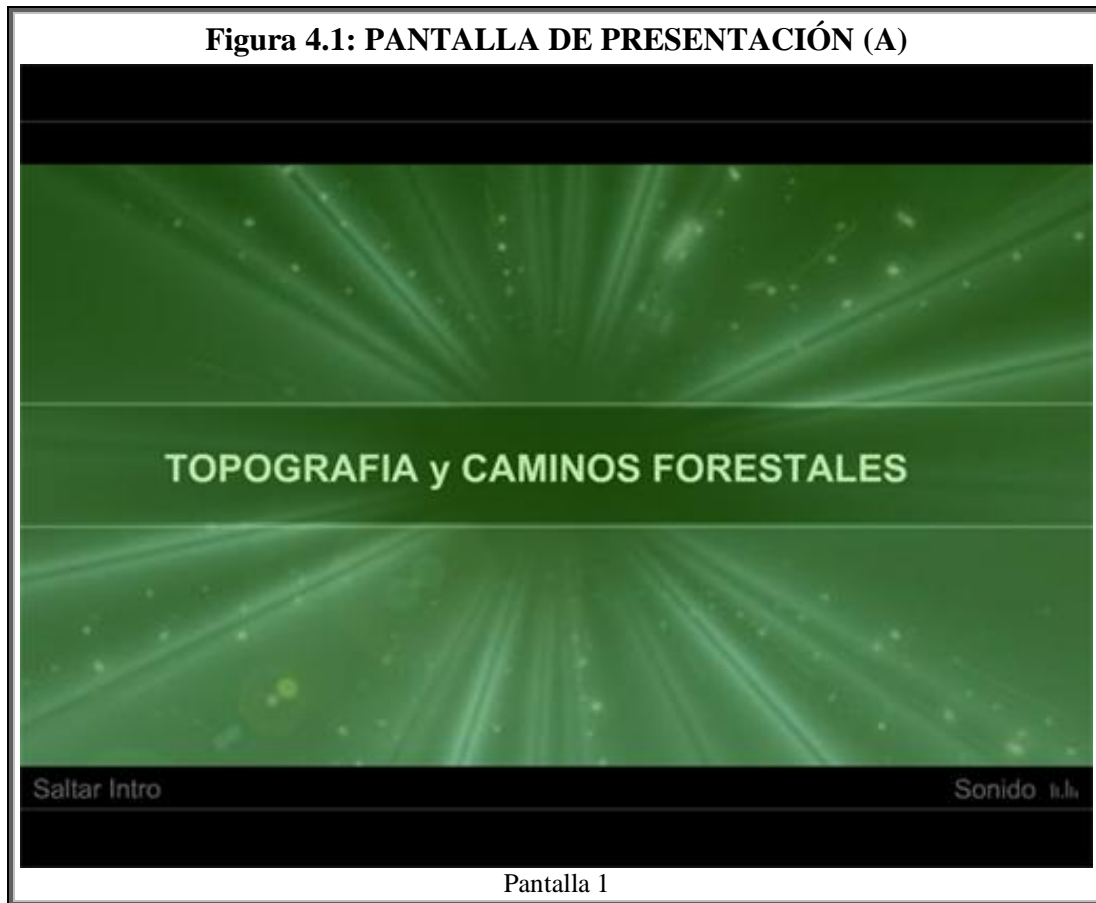 Figura 4.1: PANTALLA DE PRESENTACIÓN (A)
TOPOGRAFIA y CAMINOS FORESTALES
Saltar Intro
Sonido
Pantalla 1